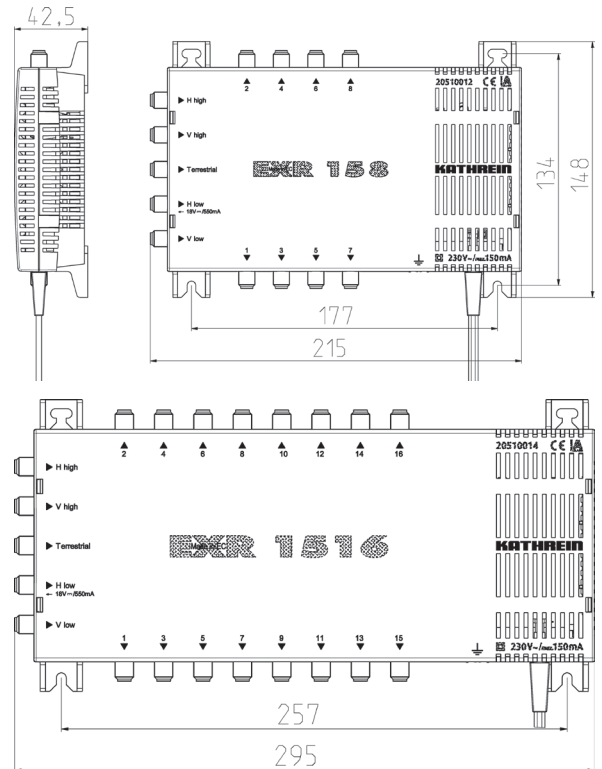 42,5
2 4 6 8
20510012 CE
H high
V high
Terrestrial
EXR 158
KATHREIN
H low
← 18V⎓/550mA
V low
1 3 5 7
230V~/max.150mA
134
148
177
215
2 4 6 8 10 12 14 16
20510014 CE
H high
V high
Terrestrial
EXR 1516
KATHREIN
H low
← 18V⎓/550mA
V low
1 3 5 7 9 11 13 15
230V~/max.150mA
257
295